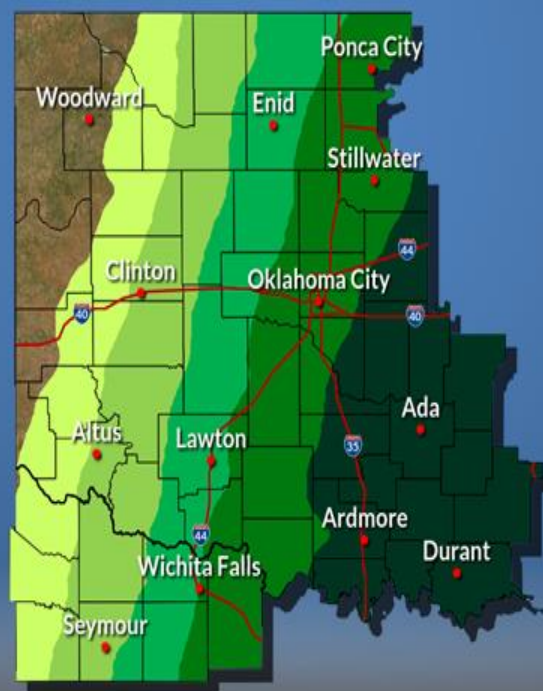 Ponca City
Woodward
Enid
Stillwater
44
Clinton
Oklahoma City
40
40
Ada
Altus
Lawton
35
Ardmore
44
Durant
Wichita Falls
Seymour